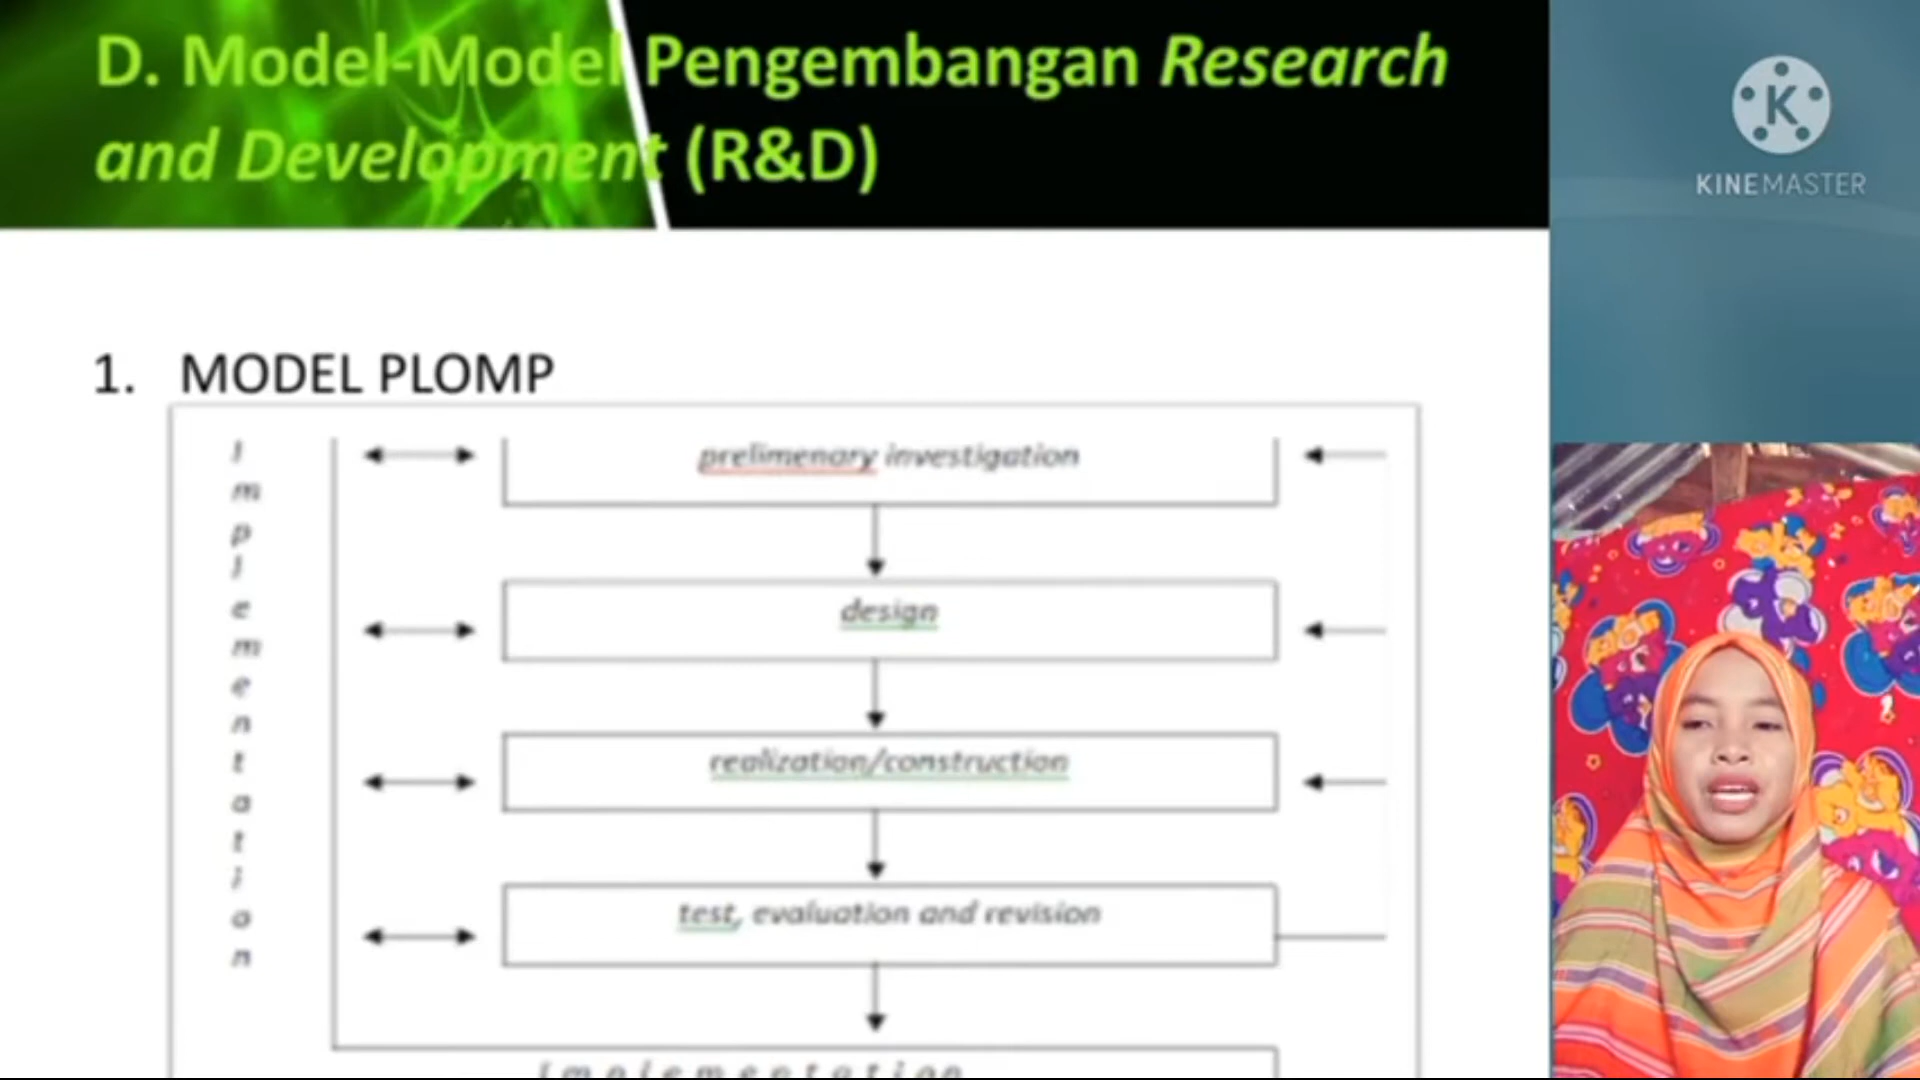 D. Model-Model Pengembangan Research
and Development (R&D)
KINEMASTER
1. MODEL PLOMP
prelimenary investigation
design
realization/construction
test, evaluation and revision
Implementation
Implementation